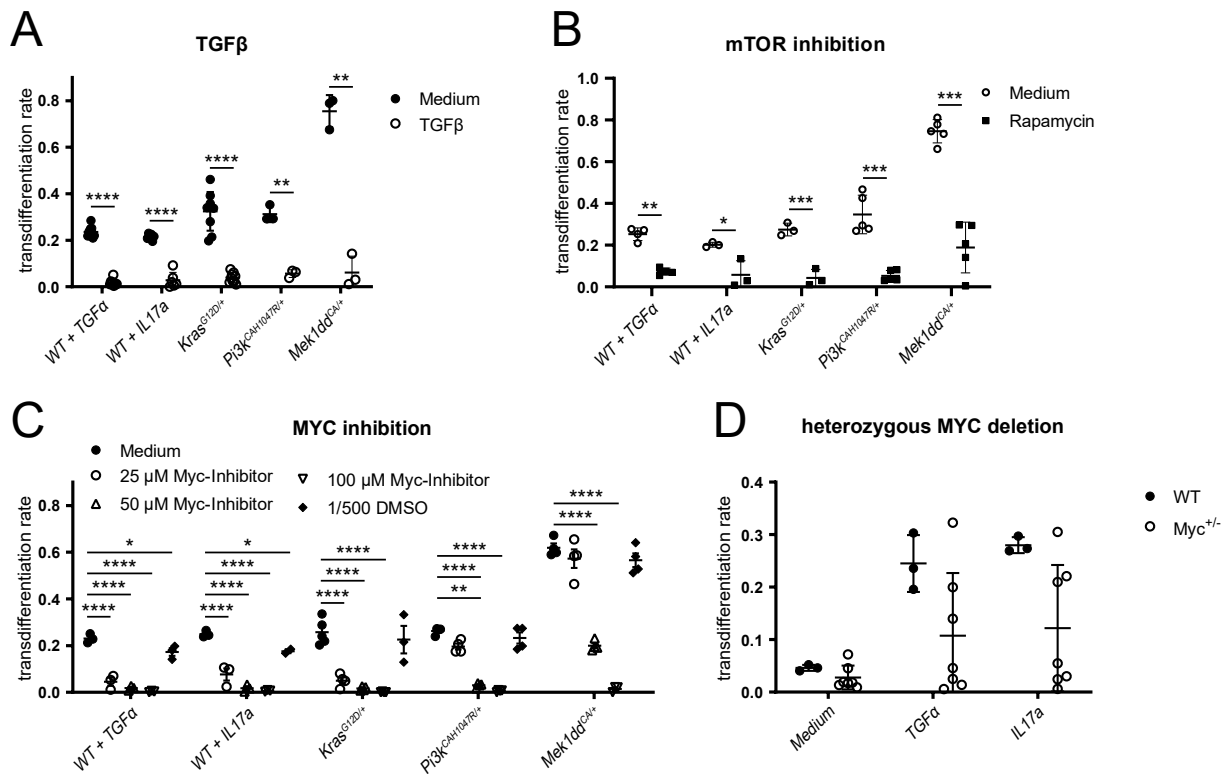 A
TGFβ
transdifferentiation rate
0.8
0.6
0.4
0.2
0.0
****
****
****
**
**
Medium
TGFβ
WT + TGFα
WT + IL17a
Kras^G12D/+
Pi3k^CAH1047R/+
Mek1dd^CA/+
B
mTOR inhibition
transdifferentiation rate
1.0
0.8
0.6
0.4
0.2
0.0
**
*
***
***
***
Medium
Rapamycin
WT + TGFα
WT + IL17a
Kras^G12D/+
Pi3k^CAH1047R/+
Mek1dd^CA/+
C
MYC inhibition
Medium
25 µM Myc-Inhibitor
50 µM Myc-Inhibitor
100 µM Myc-Inhibitor
1/500 DMSO
transdifferentiation rate
0.8
0.6
0.4
0.2
0.0
*
****
****
****
*
****
****
****
****
****
****
****
****
**
****
****
WT + TGFα
WT + IL17a
Kras^G12D/+
Pi3k^CAH1047R/+
Mek1dd^CA/+
D
heterozygous MYC deletion
transdifferentiation rate
0.4
0.3
0.2
0.1
0.0
WT
Myc^+/-
Medium
TGFα
IL17a